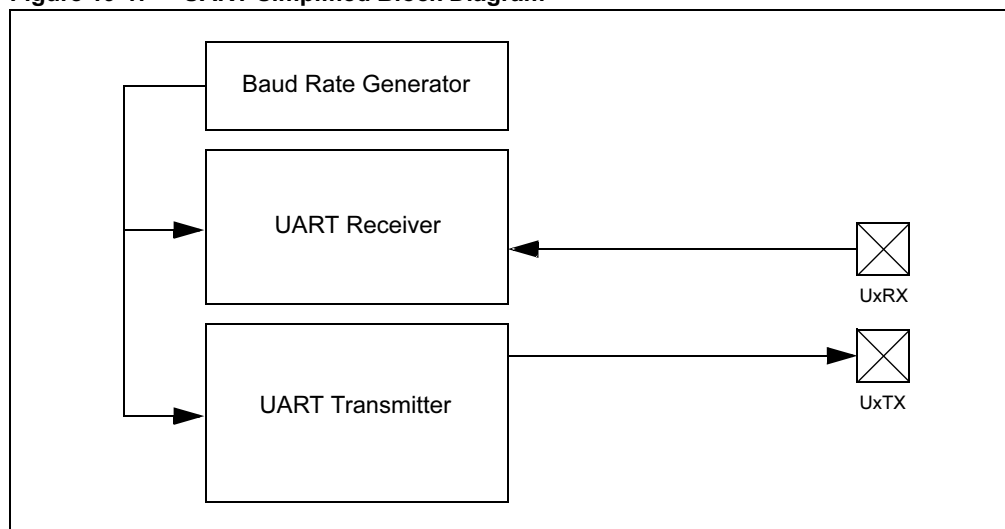 Baud Rate Generator
UART Receiver
UxRX
UART Transmitter
UxTX